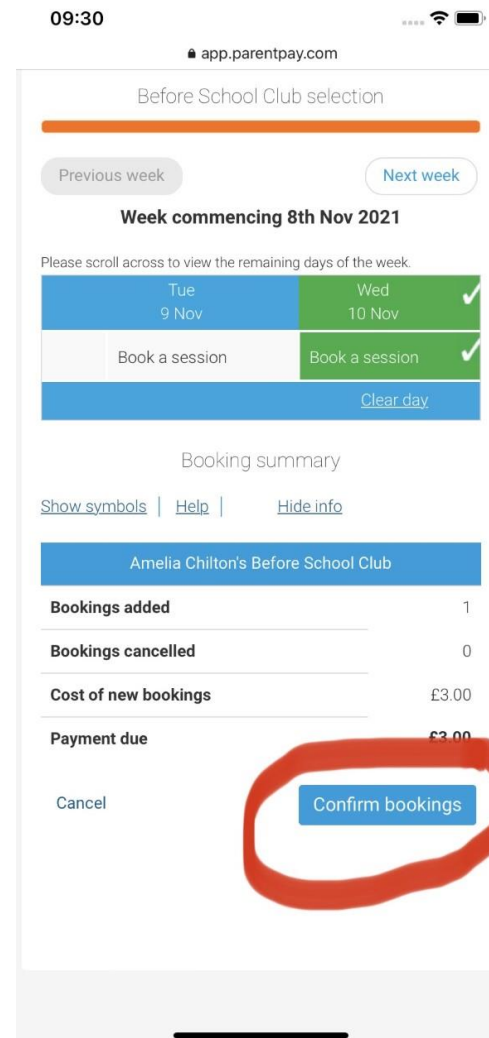 09:30
app.parentpay.com
Before School Club selection
Previous week Next week
Week commencing 8th Nov 2021
Please scroll across to view the remaining days of the week.
Tue Wed
9 Nov 10 Nov
Book a session Book a session
Clear day
Booking summary
Show symbols | Help | Hide info
Amelia Chilton's Before School Club
Bookings added 1
Bookings cancelled 0
Cost of new bookings £3.00
Payment due £3.00
Cancel Confirm bookings